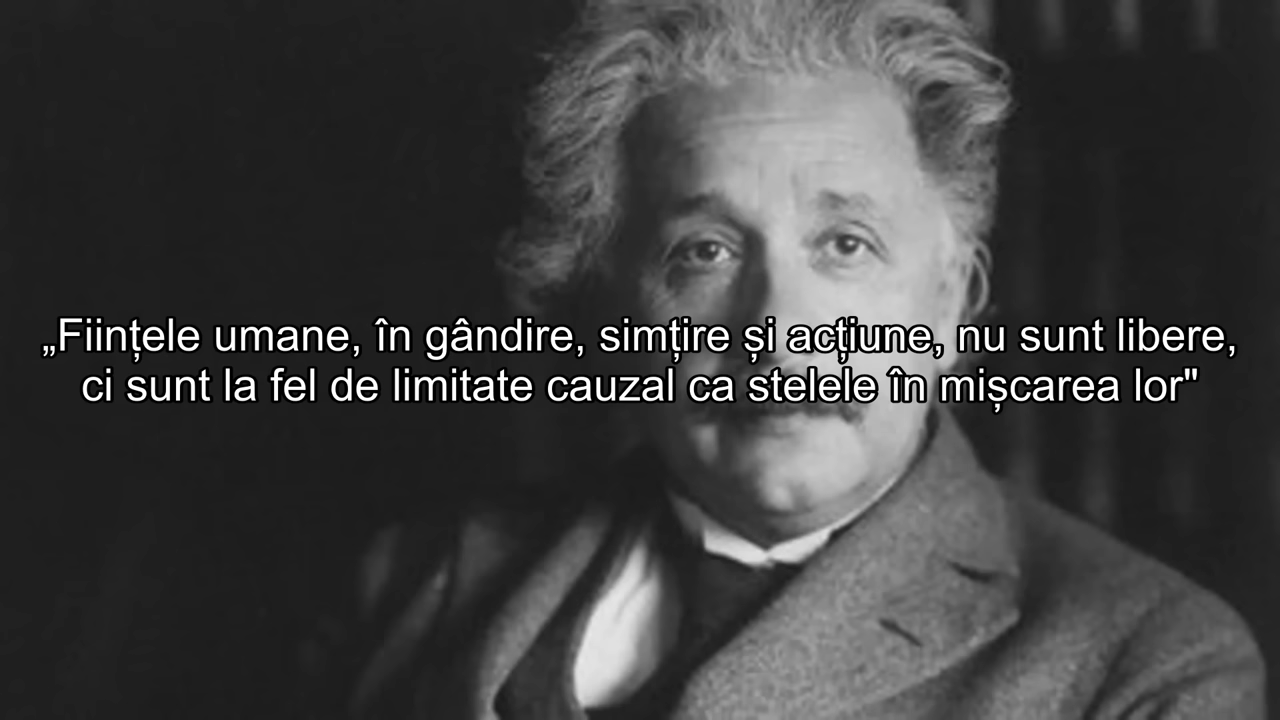 „Ființele umane, în gândire, simțire și acțiune, nu sunt libere,
ci sunt la fel de limitate cauzal ca stelele în mișcarea lor"